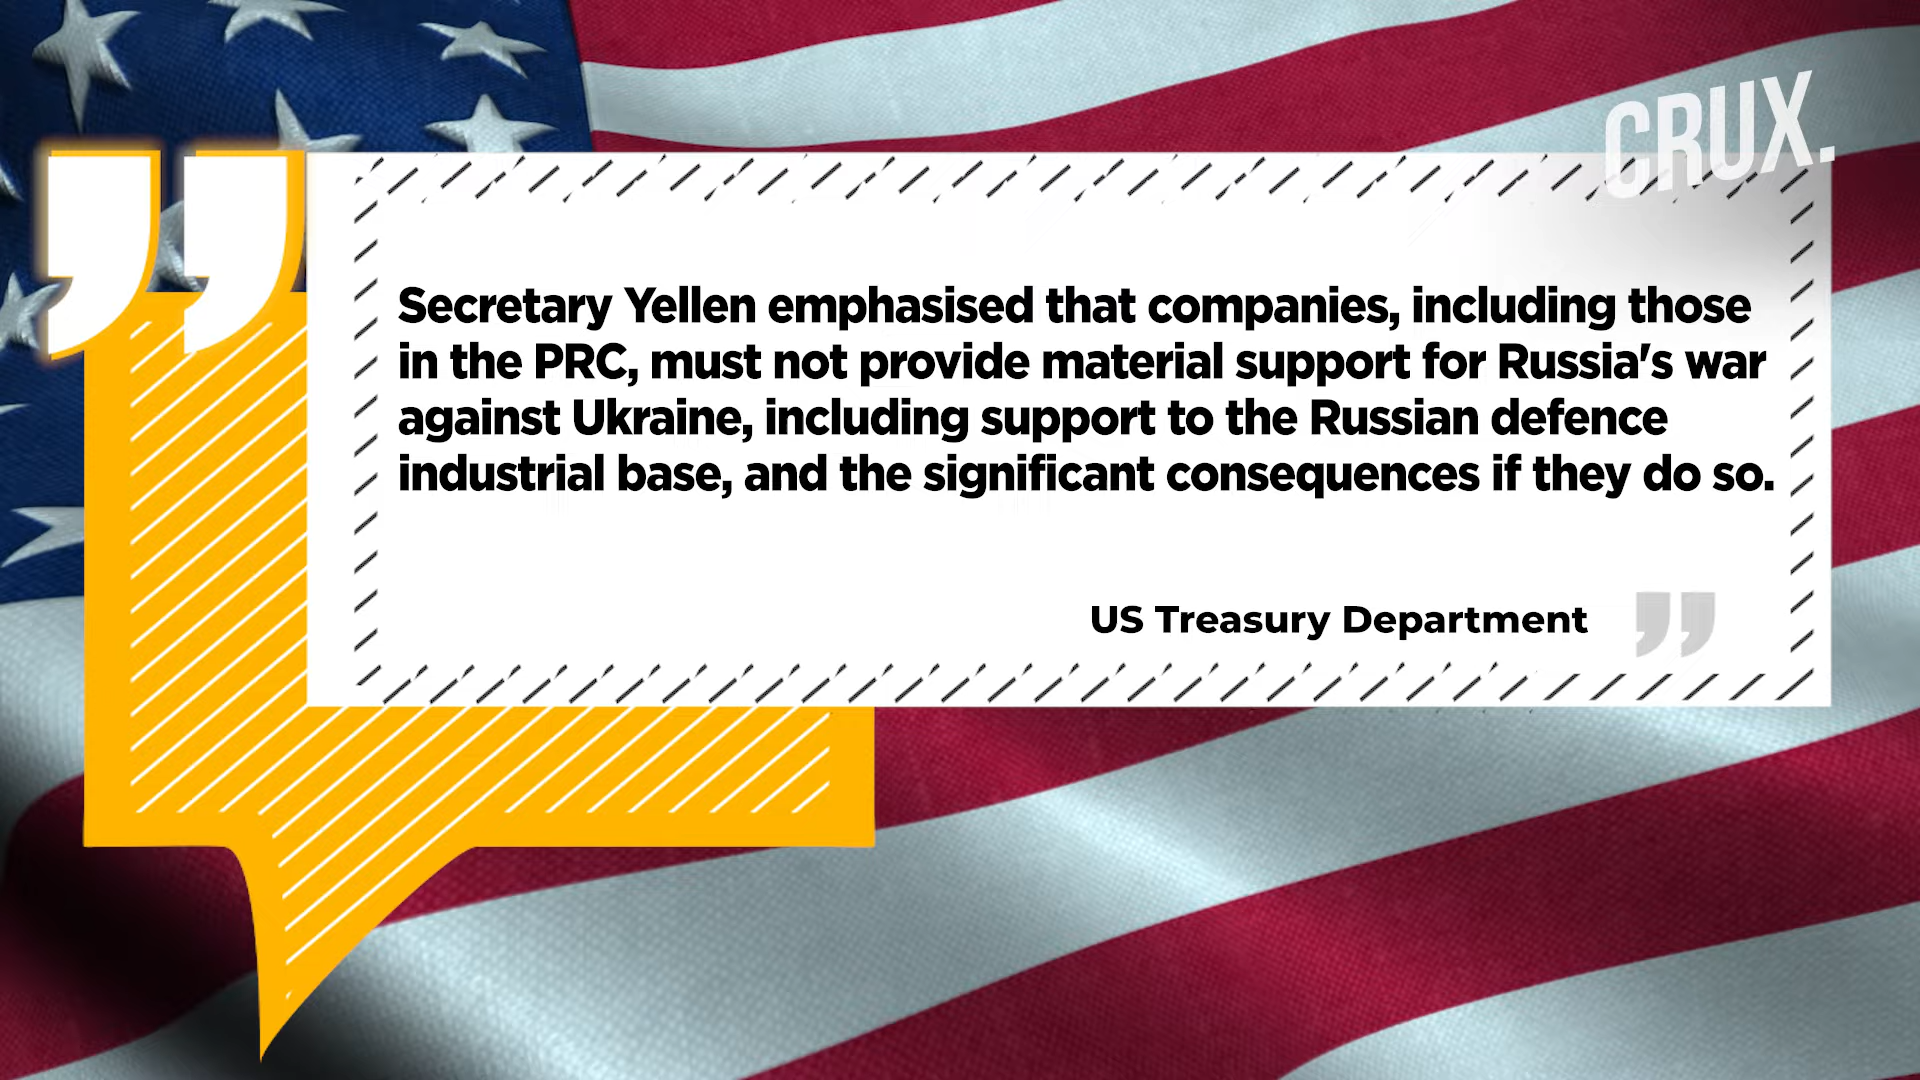 CRUX.
Secretary Yellen emphasised that companies, including those
in the PRC, must not provide material support for Russia's war
against Ukraine, including support to the Russian defence
industrial base, and the significant consequences if they do so.
US Treasury Department